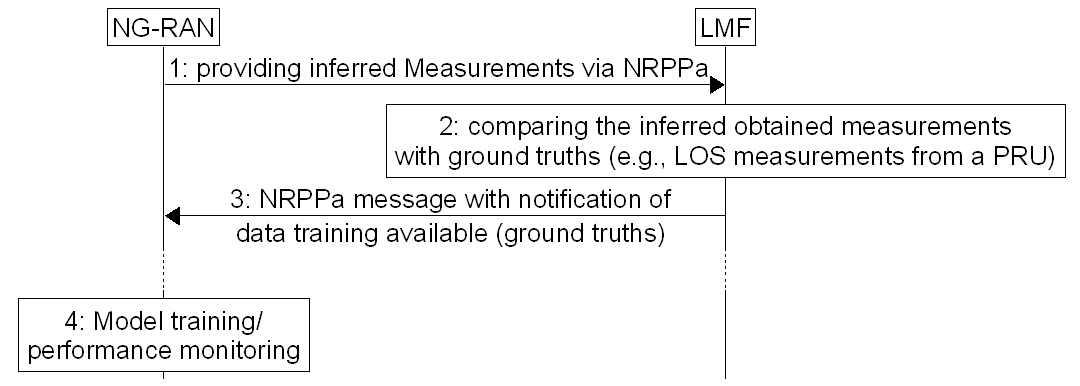 NG-RAN
LMF
1: providing inferred Measurements via NRPPa
2: comparing the inferred obtained measurements
with ground truths (e.g., LOS measurements from a PRU)
3: NRPPa message with notification of
data training available (ground truths)
4: Model training/
performance monitoring